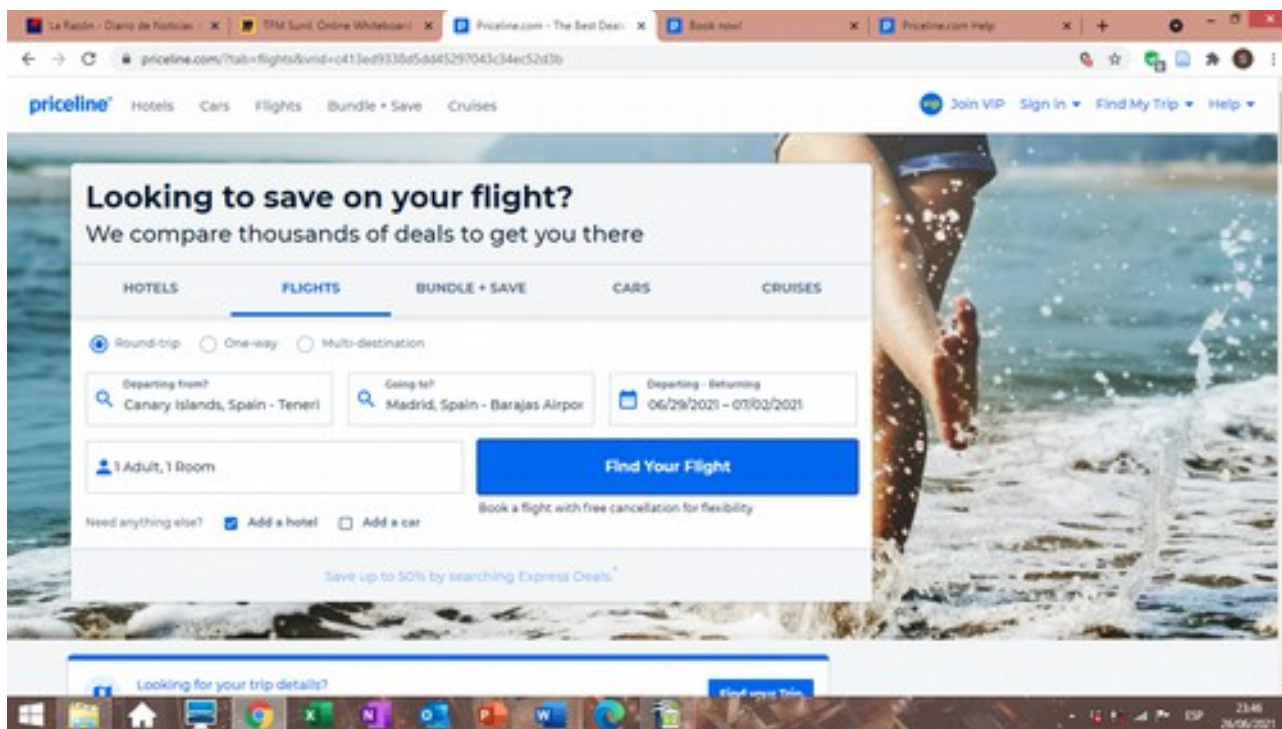 La Razón - Diario de Noticias
TFM Sunil, Online Whiteboard
Priceline.com - The Best Deals
Book now!
Priceline.com Help
priceline.com/?tab=flights&vrid=c413ed9338d5dd45297043c34ec52d3b
priceline Hotels Cars Flights Bundle + Save Cruises
vip Join VIP Sign in Find My Trip Help
Looking to save on your flight?
We compare thousands of deals to get you there
HOTELS FLIGHTS BUNDLE + SAVE CARS CRUISES
Round-trip One-way Multi-destination
Departing from? Going to? Departing - Returning
Canary Islands, Spain - Teneri Madrid, Spain - Barajas Airpor 06/29/2021 – 07/02/2021
1 Adult, 1 Room Find Your Flight
Book a flight with free cancellation for flexibility
Need anything else? Add a hotel Add a car
Save up to 50% by searching Express Deals.*
Looking for your trip details?
Find your Trip
ESP 23:46
26/06/2021